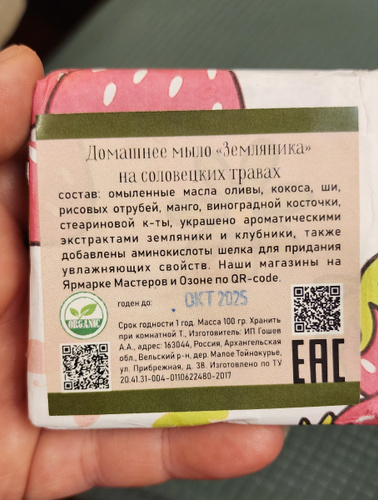 Домашнее мыло «Земляника»
на соловецких травах
состав: омыленные масла оливы, кокоса, ши,
рисовых отрубей, манго, виноградной косточки,
стеариновой к-ты, украшено ароматическими
экстрактами земляники и клубники, также
добавлены аминокислоты шелка для придания
увлажняющих свойств. Наши магазины на
Ярмарке Мастеров и Озоне по QR-code.
ORGANIC
годен до:
ОКТ 2025
Срок годности 1 год. Масса 100 гр. Хранить
при комнатной Т., Изготовитель: ИП Гошев
А.А., адрес: 163044, Россия, Архангельская
обл., Вельский р-н, дер. Малое Тойнокурье,
ул. Прибрежная, д. 38. Изготовлено по ТУ
20.41.31-004-0110622480-2017
EAC